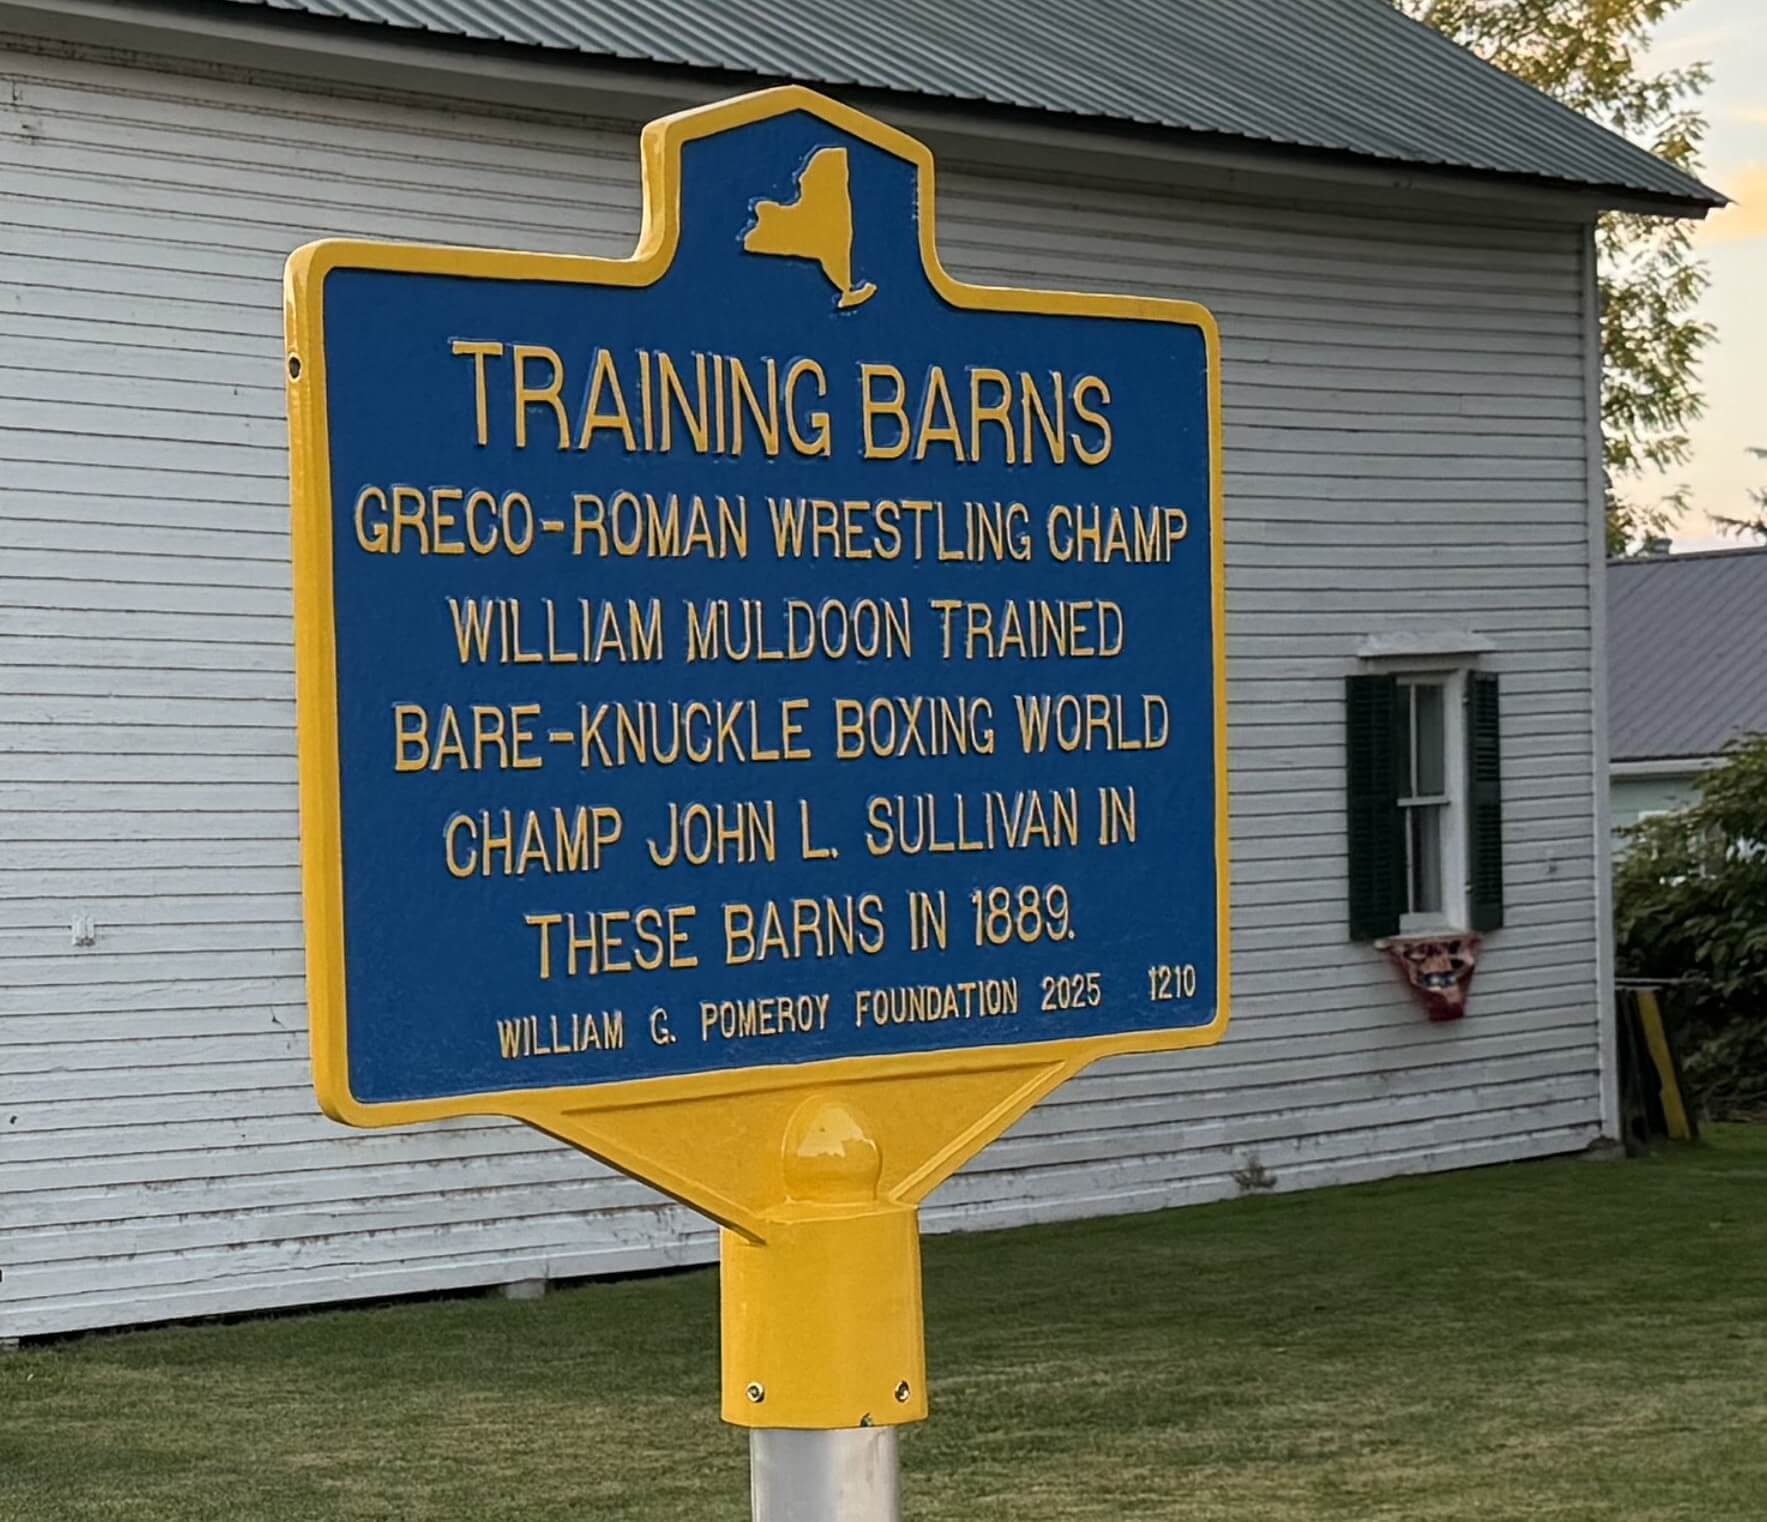 TRAINING BARNS
GRECO-ROMAN WRESTLING CHAMP
WILLIAM MULDOON TRAINED
BARE-KNUCKLE BOXING WORLD
CHAMP JOHN L. SULLIVAN IN
THESE BARNS IN 1889.
WILLIAM G. POMEROY FOUNDATION 2025 1210